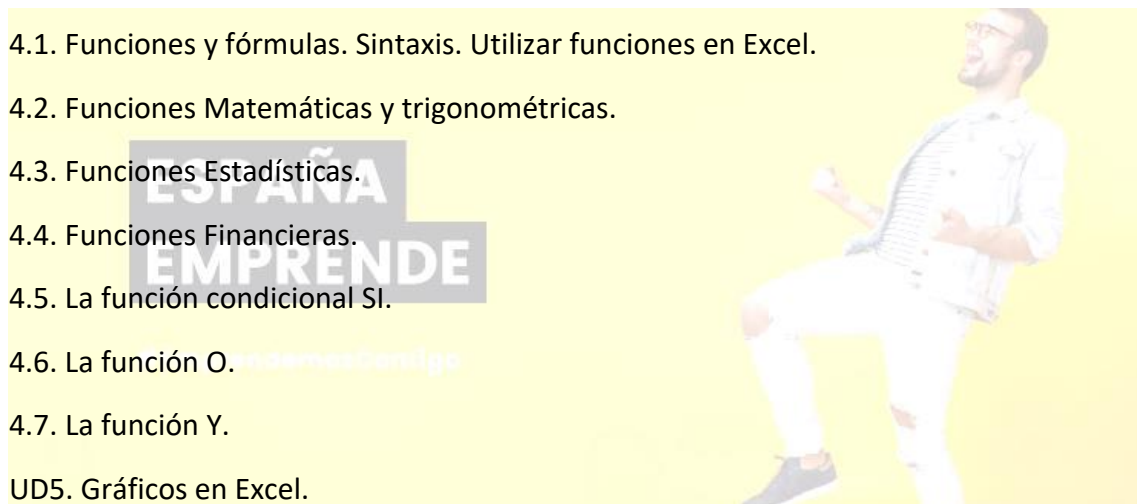 4.1. Funciones y fórmulas. Sintaxis. Utilizar funciones en Excel.
4.2. Funciones Matemáticas y trigonométricas.
4.3. Funciones Estadísticas.
ESPAÑA
4.4. Funciones Financieras.
EMPRENDE
4.5. La función condicional SI.
4.6. La función O.
4.7. La función Y.
UD5. Gráficos en Excel.